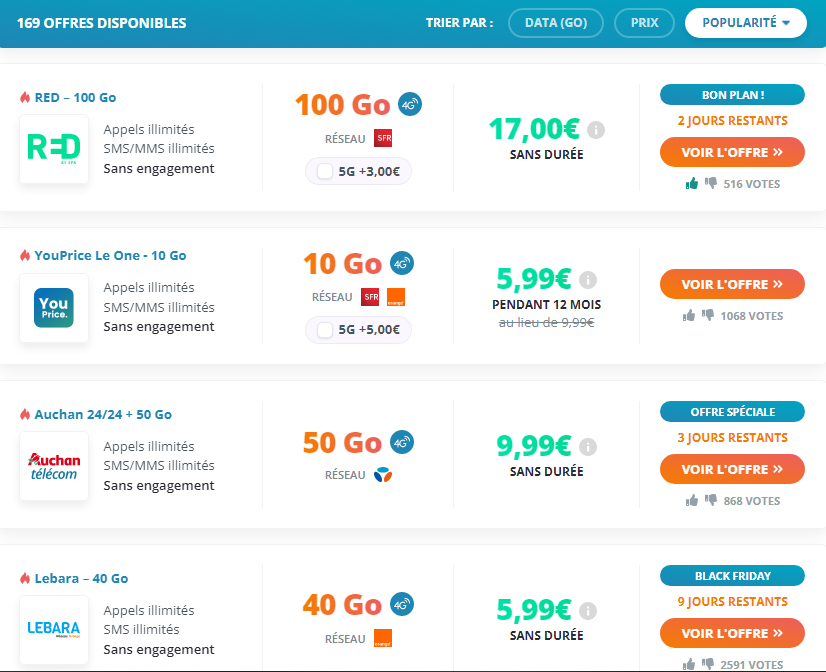 169 OFFRES DISPONIBLES
TRIER PAR :
DATA (GO)
PRIX
POPULARITÉ
RED – 100 Go
RED
BY SFR
Appels illimités
SMS/MMS illimités
Sans engagement
100 Go 4G
RÉSEAU SFR
5G +3,00€
17,00€ i
SANS DURÉE
BON PLAN !
2 JOURS RESTANTS
VOIR L'OFFRE »
516 VOTES
YouPrice Le One - 10 Go
You
Price.
Appels illimités
SMS/MMS illimités
Sans engagement
10 Go 4G
RÉSEAU SFR orange
5G +5,00€
5,99€ i
PENDANT 12 MOIS
au lieu de 9,99€
VOIR L'OFFRE »
1068 VOTES
Auchan 24/24 + 50 Go
Auchan
télécom
Appels illimités
SMS/MMS illimités
Sans engagement
50 Go 4G
RÉSEAU
9,99€ i
SANS DURÉE
OFFRE SPÉCIALE
3 JOURS RESTANTS
VOIR L'OFFRE »
868 VOTES
Lebara – 40 Go
LEBARA
Appels illimités
SMS illimités
Sans engagement
40 Go 4G
RÉSEAU orange
5,99€ i
SANS DURÉE
BLACK FRIDAY
9 JOURS RESTANTS
VOIR L'OFFRE »
2591 VOTES